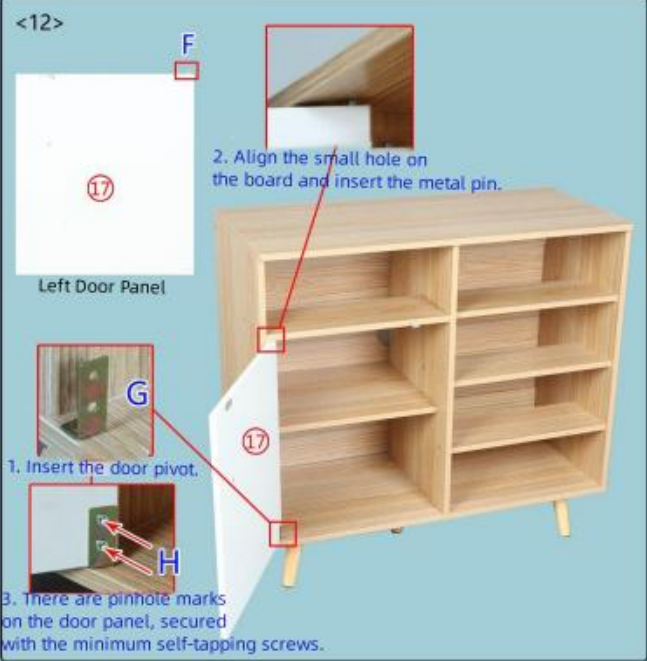 <12>
F
17
Left Door Panel
2. Align the small hole on
the board and insert the metal pin.
G
1. Insert the door pivot.
17
H
3. There are pinhole marks
on the door panel, secured
with the minimum self-tapping screws.